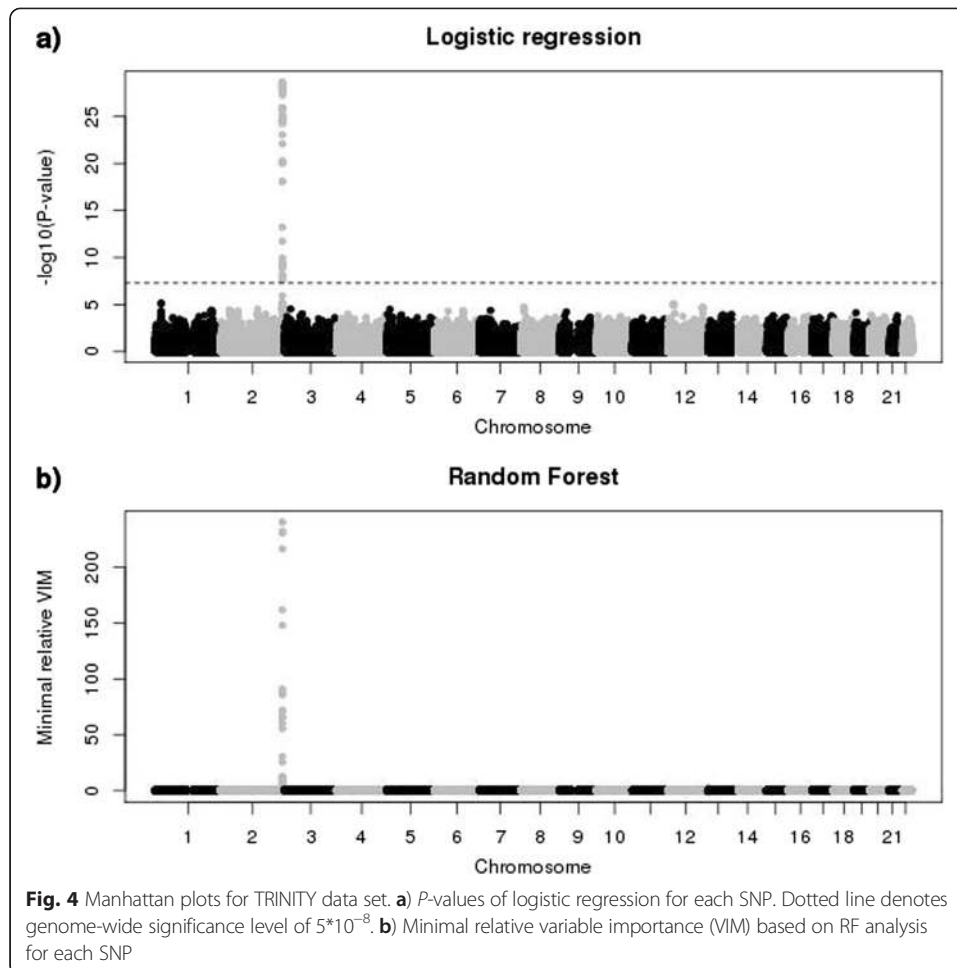 a)
Logistic regression
-log10(P-value)
25
20
15
10
5
0
1 2 3 4 5 6 7 8 9 10 12 14 16 18 21
Chromosome
b)
Random Forest
Minimal relative VIM
200
150
100
50
0
1 2 3 4 5 6 7 8 9 10 12 14 16 18 21
Chromosome
Fig. 4 Manhattan plots for TRINITY data set. a) P-values of logistic regression for each SNP. Dotted line denotes
genome-wide significance level of 5*10⁻⁸. b) Minimal relative variable importance (VIM) based on RF analysis
for each SNP